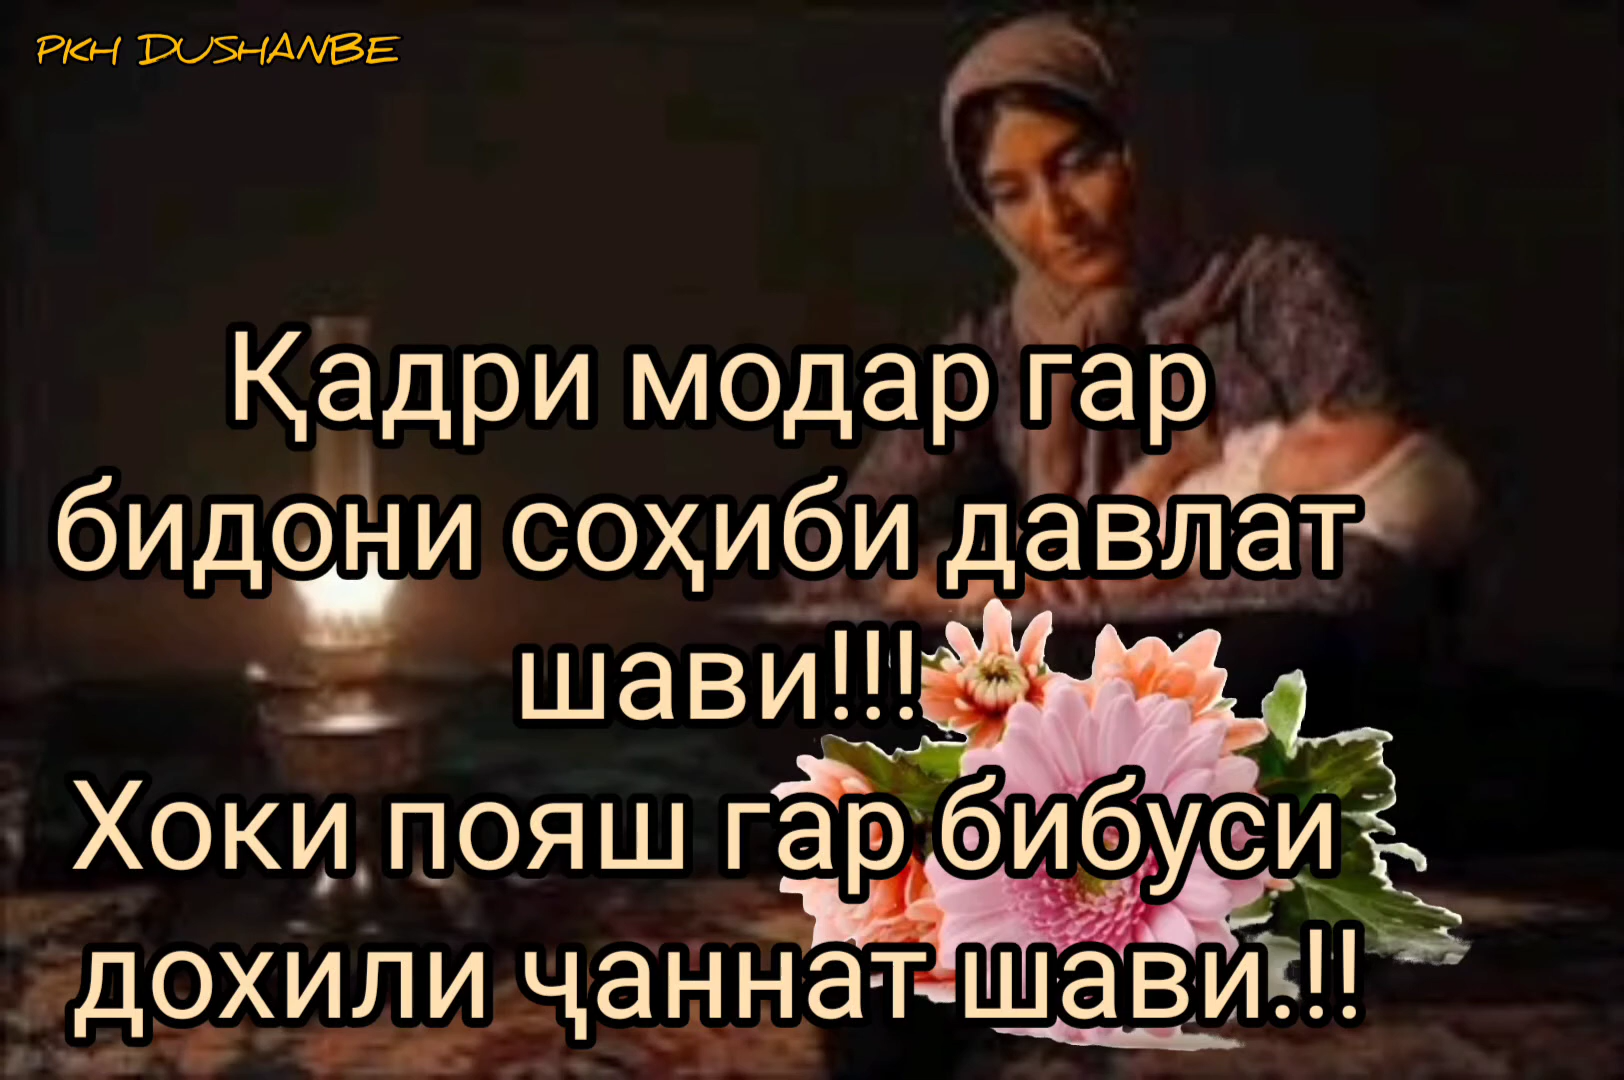 PKH DUSHANBE
Қадри модар гар
бидони соҳиби давлат
шави!!!
Хоки пояш гар бибуси
дохили ҷаннат шави.!!